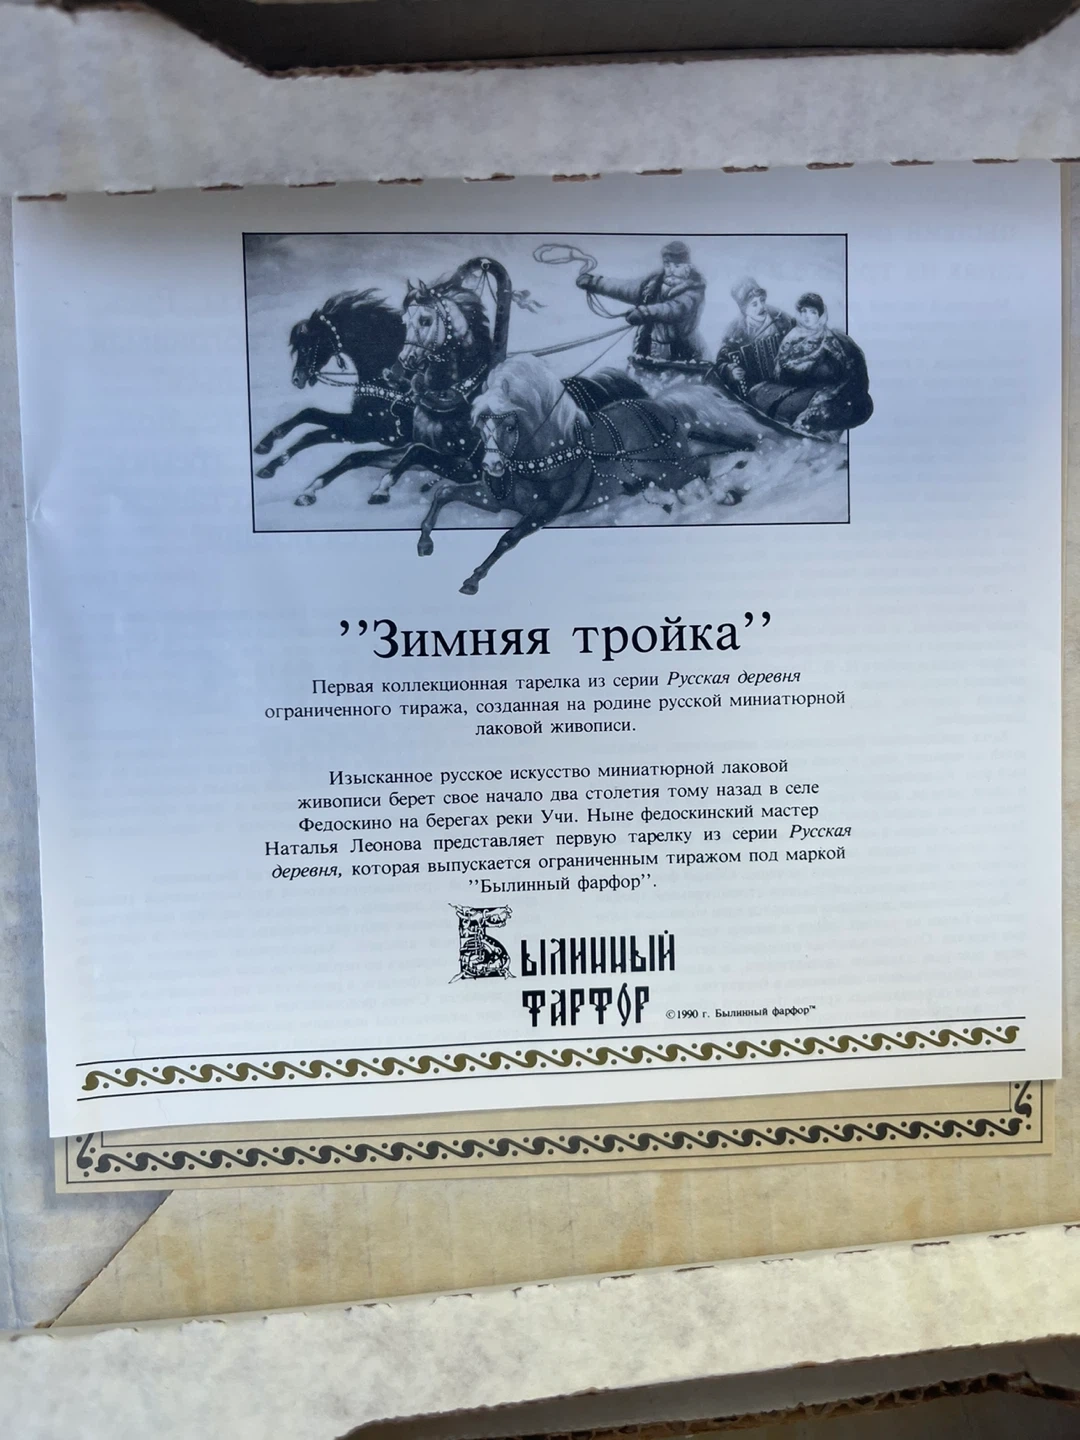 ’’Зимняя тройка’’
Первая коллекционная тарелка из серии Русская деревня
ограниченного тиража, созданная на родине русской миниатюрной
лаковой живописи.
Изысканное русское искусство миниатюрной лаковой
живописи берет свое начало два столетия тому назад в селе
Федоскино на берегах реки Учи. Ныне федоскинский мастер
Наталья Леонова представляет первую тарелку из серии Русская
деревня, которая выпускается ограниченным тиражом под маркой
’’Былинный фарфор’’.
Былинный
фарфор
©1990 г. Былинный фарфор™